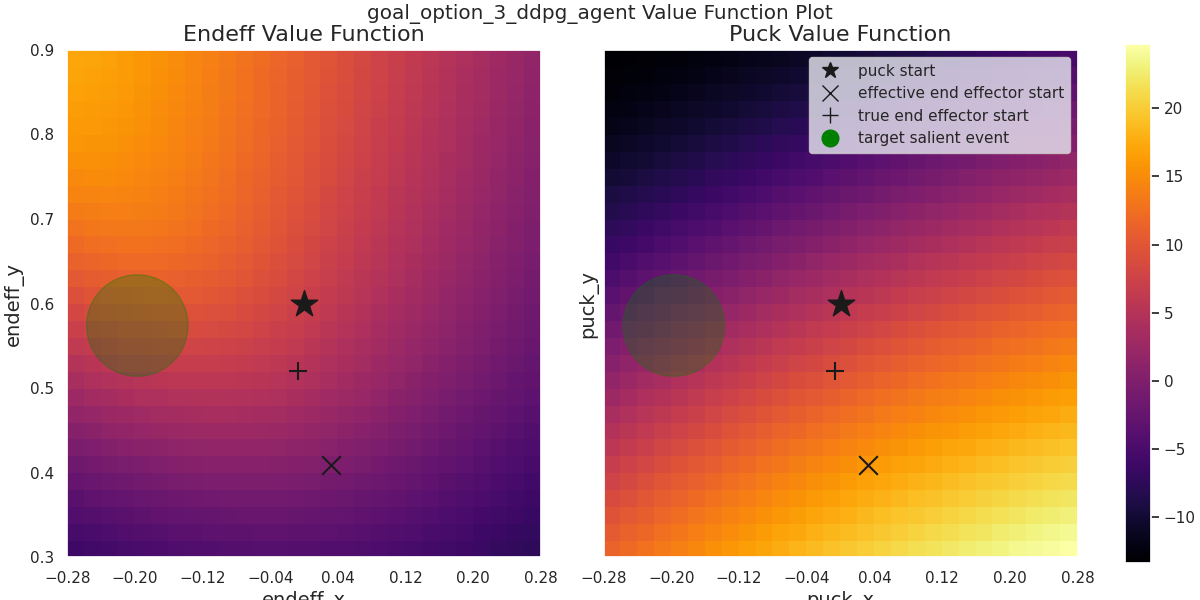 goal_option_3_ddpg_agent Value Function Plot
Endeff Value Function
Puck Value Function
endeff_y
0.9
0.8
0.7
0.6
0.5
0.4
0.3
−0.28 −0.20 −0.12 −0.04 0.04 0.12 0.20 0.28
endeff_x
puck_y
puck start
effective end effector start
true end effector start
target salient event
−0.28 −0.20 −0.12 −0.04 0.04 0.12 0.20 0.28
puck_x
20
15
10
5
0
−5
−10